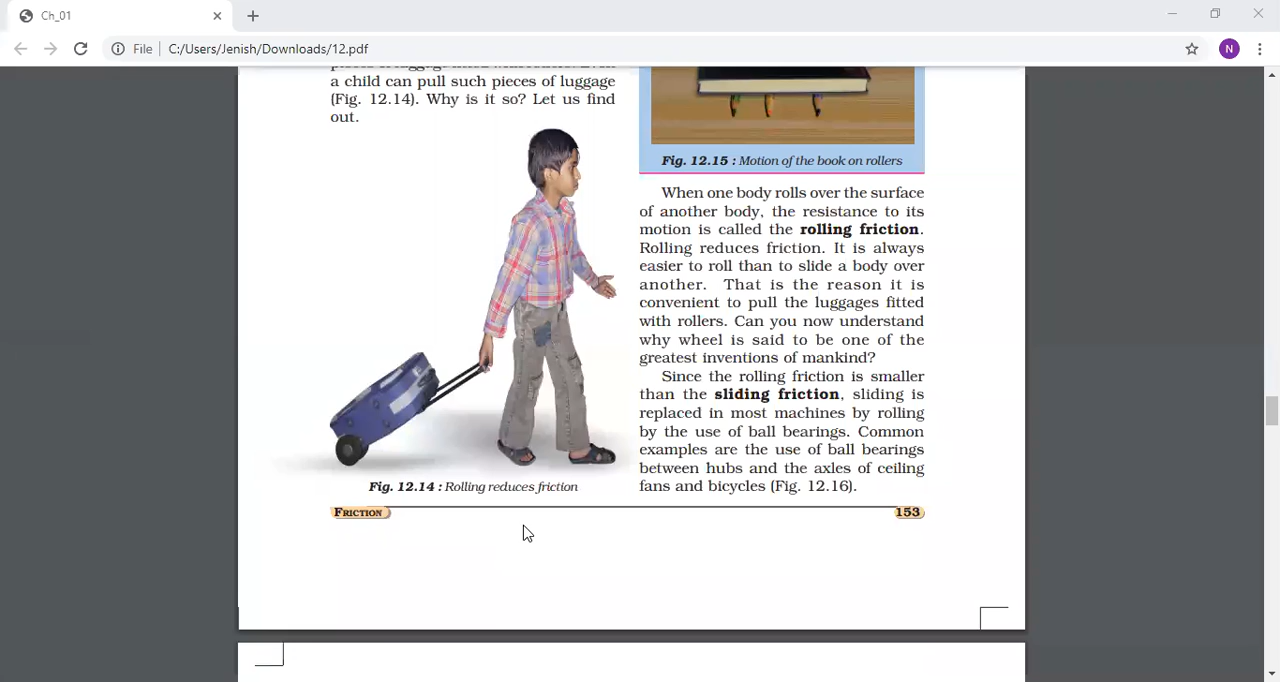 Ch_01
File
C:/Users/Jenish/Downloads/12.pdf
N
a child can pull such pieces of luggage
(Fig. 12.14). Why is it so? Let us find
out.
Fig. 12.14 : Rolling reduces friction
Fig. 12.15 : Motion of the book on rollers
When one body rolls over the surface
of another body, the resistance to its
motion is called the rolling friction.
Rolling reduces friction. It is always
easier to roll than to slide a body over
another. That is the reason it is
convenient to pull the luggages fitted
with rollers. Can you now understand
why wheel is said to be one of the
greatest inventions of mankind?
Since the rolling friction is smaller
than the sliding friction, sliding is
replaced in most machines by rolling
by the use of ball bearings. Common
examples are the use of ball bearings
between hubs and the axles of ceiling
fans and bicycles (Fig. 12.16).
FRICTION
153